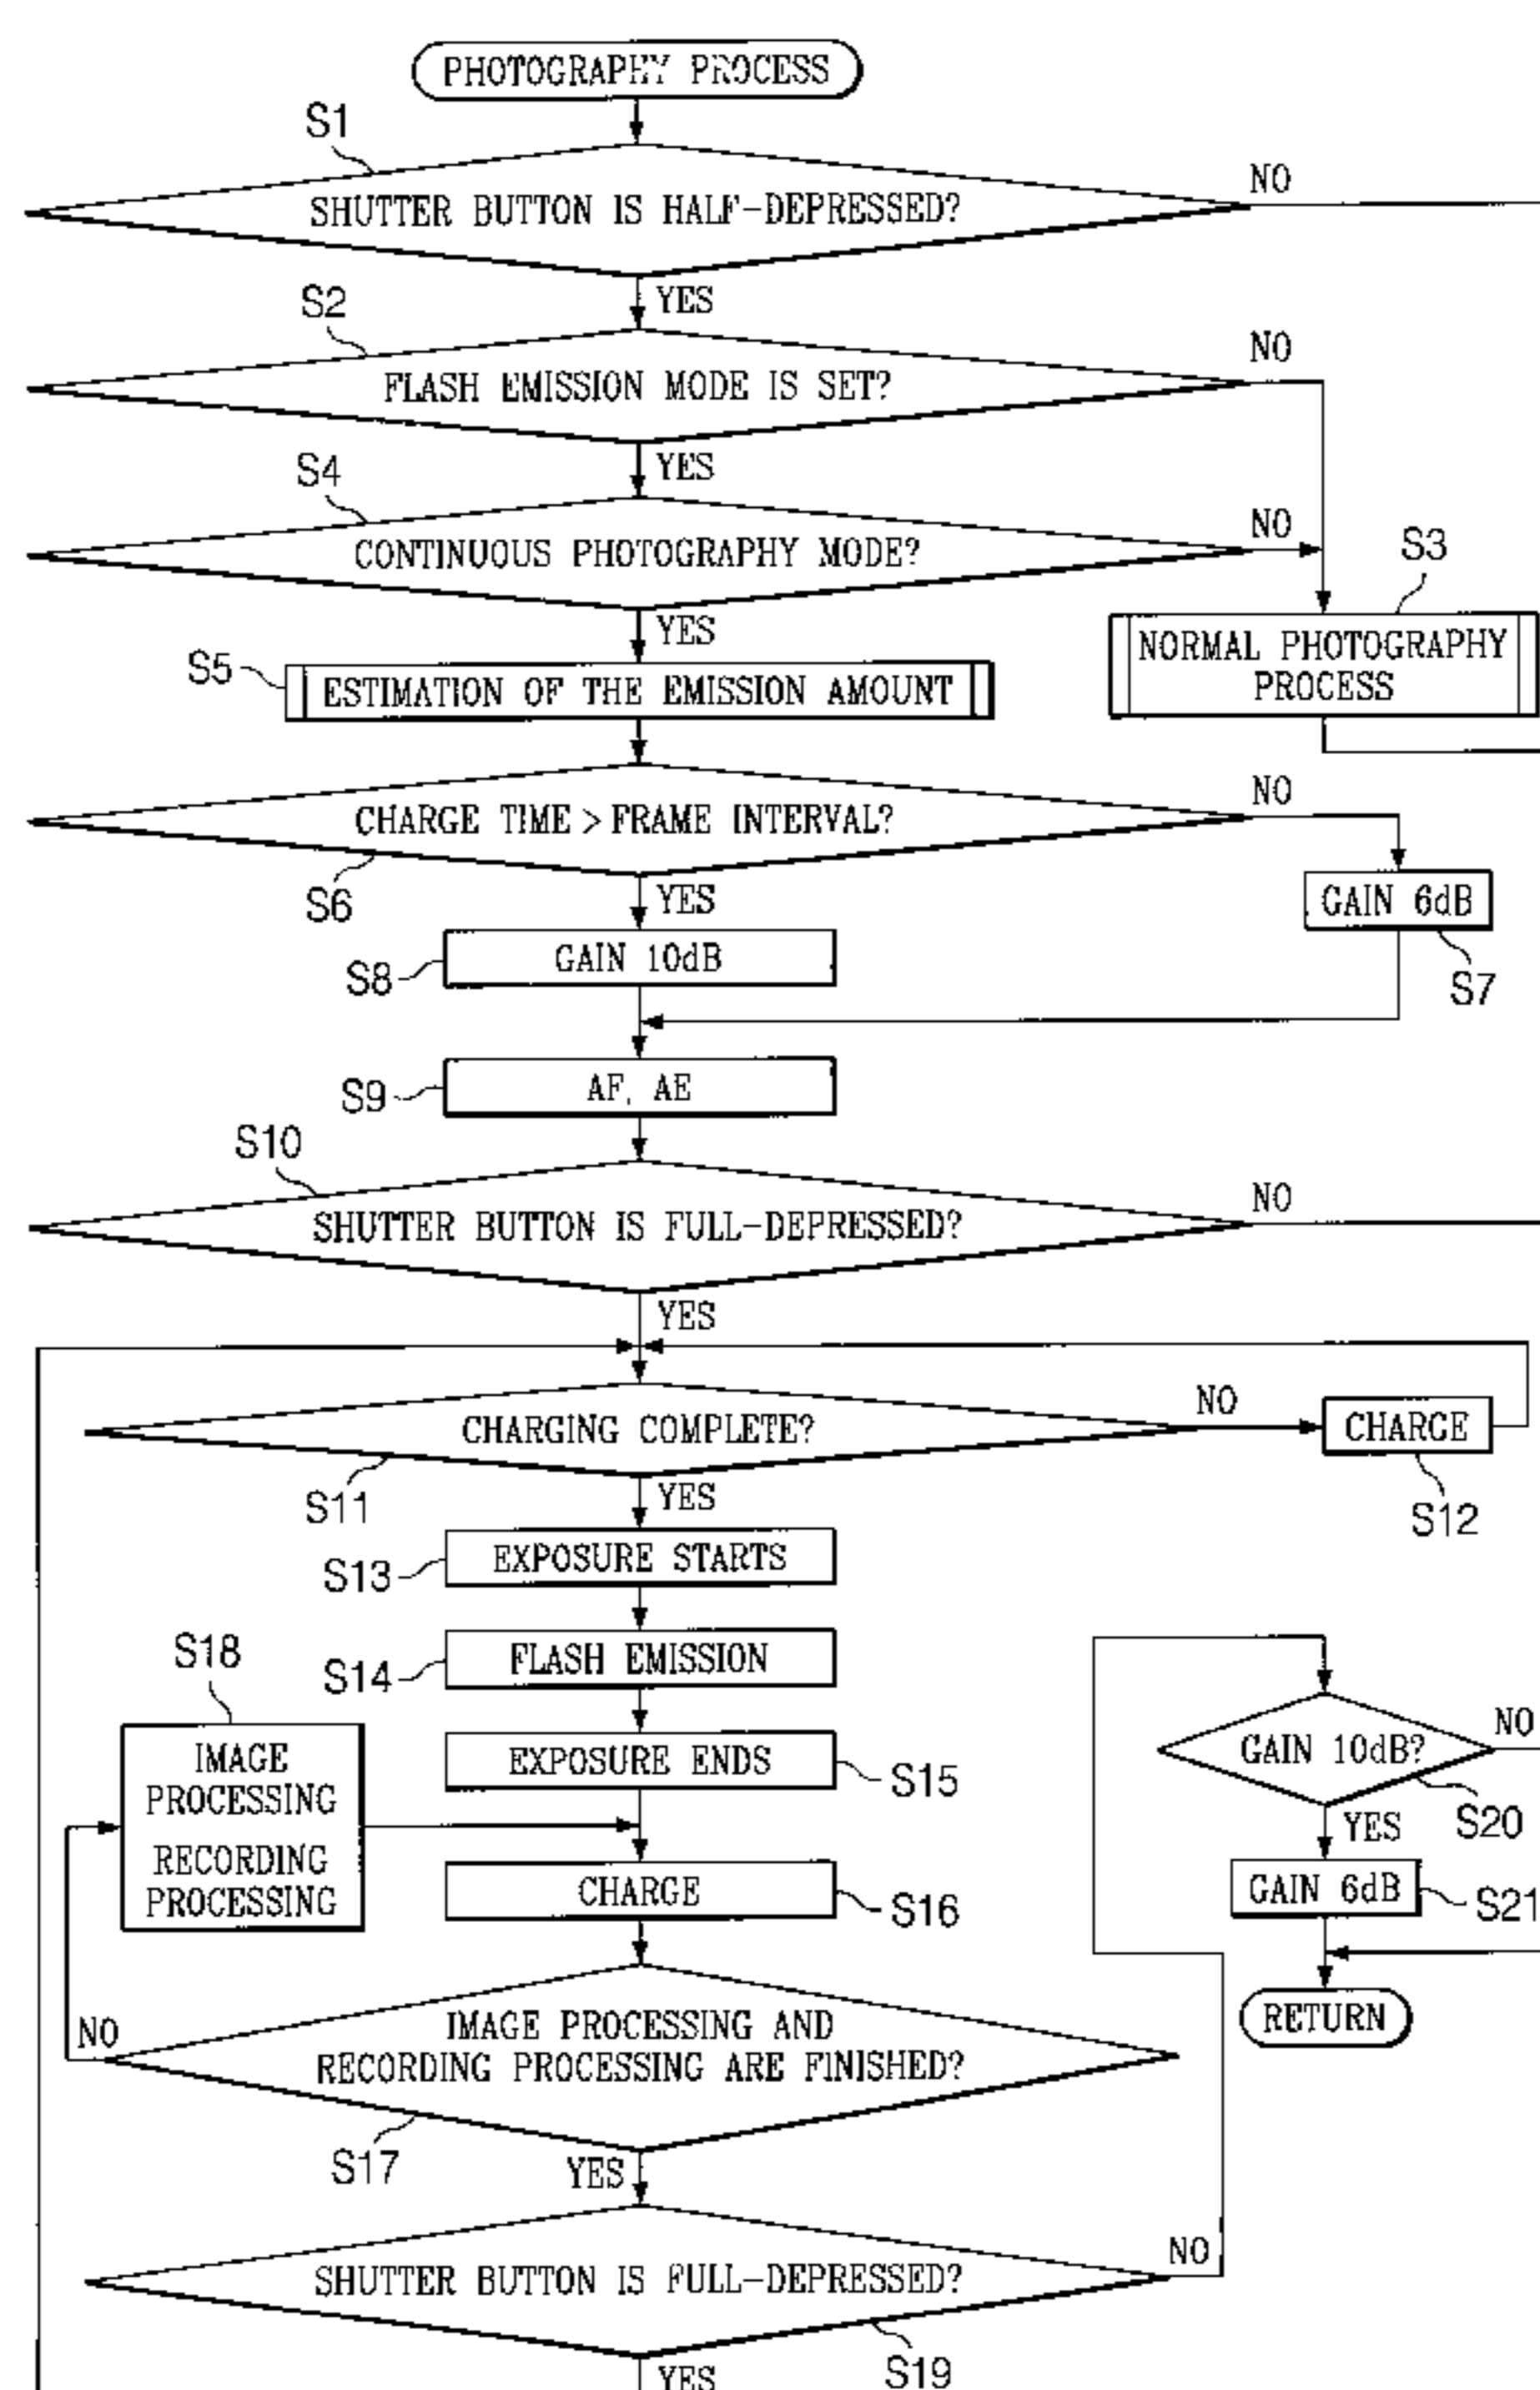 PHOTOGRAPHY PROCESS
S1
SHUTTER BUTTON IS HALF-DEPRESSED?
NO
YES
S2
FLASH EMISSION MODE IS SET?
NO
YES
S4
CONTINUOUS PHOTOGRAPHY MODE?
NO
YES
S3
NORMAL PHOTOGRAPHY
PROCESS
S5
ESTIMATION OF THE EMISSION AMOUNT
CHARGE TIME > FRAME INTERVAL?
NO
S6
YES
GAIN 6dB
S7
S8
GAIN 10dB
S9
AF, AE
S10
SHUTTER BUTTON IS FULL-DEPRESSED?
NO
YES
CHARGING COMPLETE?
NO
CHARGE
S11
YES
S12
S13
EXPOSURE STARTS
S14
FLASH EMISSION
S18
IMAGE
PROCESSING
RECORDING
PROCESSING
EXPOSURE ENDS
S15
CHARGE
S16
GAIN 10dB?
NO
S20
YES
GAIN 6dB
S21
RETURN
IMAGE PROCESSING AND
RECORDING PROCESSING ARE FINISHED?
NO
S17
YES
SHUTTER BUTTON IS FULL-DEPRESSED?
NO
S19
YES